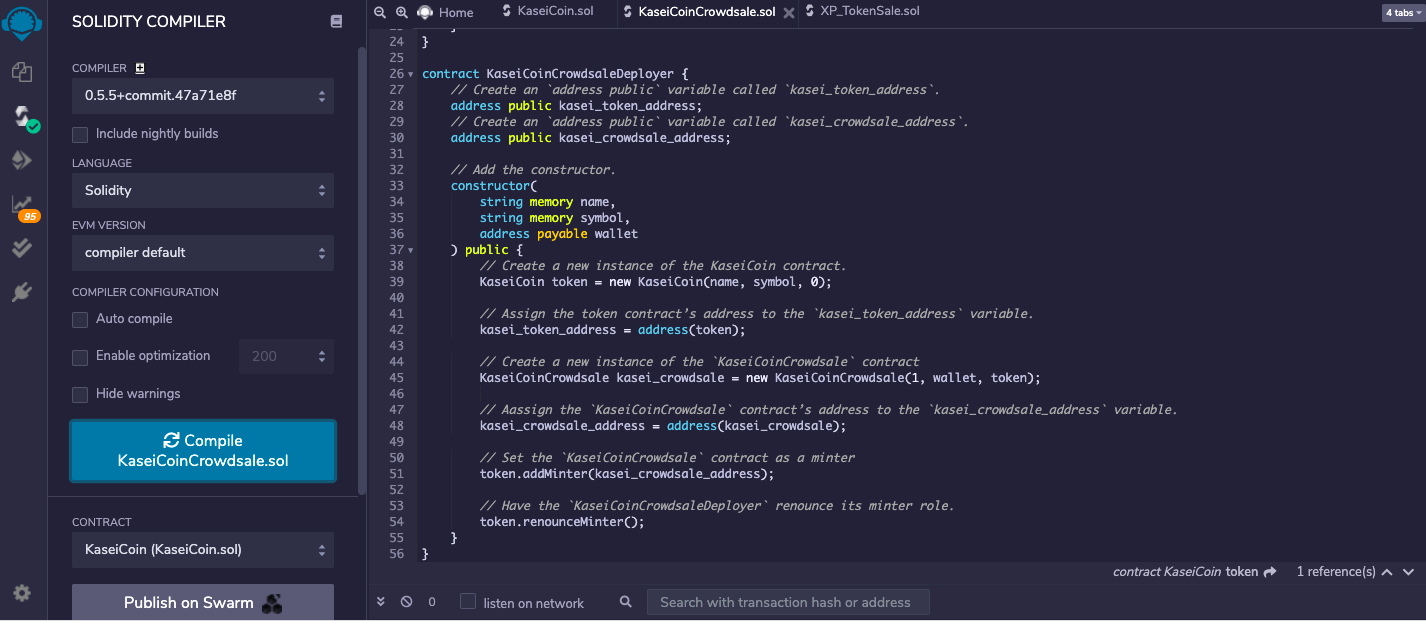 SOLIDITY COMPILER
COMPILER
0.5.5+commit.47a71e8f
Include nightly builds
LANGUAGE
Solidity
EVM VERSION
compiler default
COMPILER CONFIGURATION
Auto compile
Enable optimization 200
Hide warnings
Compile
KaseiCoinCrowdsale.sol
CONTRACT
KaseiCoin (KaseiCoin.sol)
Publish on Swarm
95
Home KaseiCoin.sol KaseiCoinCrowdsale.sol XP_TokenSale.sol 4 tabs
24 }
25
26 contract KaseiCoinCrowdsaleDeployer {
27 // Create an `address public` variable called `kasei_token_address`.
28 address public kasei_token_address;
29 // Create an `address public` variable called `kasei_crowdsale_address`.
30 address public kasei_crowdsale_address;
31
32 // Add the constructor.
33 constructor(
34 string memory name,
35 string memory symbol,
36 address payable wallet
37 ) public {
38 // Create a new instance of the KaseiCoin contract.
39 KaseiCoin token = new KaseiCoin(name, symbol, 0);
40
41 // Assign the token contract’s address to the `kasei_token_address` variable.
42 kasei_token_address = address(token);
43
44 // Create a new instance of the `KaseiCoinCrowdsale` contract
45 KaseiCoinCrowdsale kasei_crowdsale = new KaseiCoinCrowdsale(1, wallet, token);
46
47 // Aassign the `KaseiCoinCrowdsale` contract’s address to the `kasei_crowdsale_address` variable.
48 kasei_crowdsale_address = address(kasei_crowdsale);
49
50 // Set the `KaseiCoinCrowdsale` contract as a minter
51 token.addMinter(kasei_crowdsale_address);
52
53 // Have the `KaseiCoinCrowdsaleDeployer` renounce its minter role.
54 token.renounceMinter();
55 }
56 }
contract KaseiCoin token 1 reference(s)
0 listen on network Search with transaction hash or address